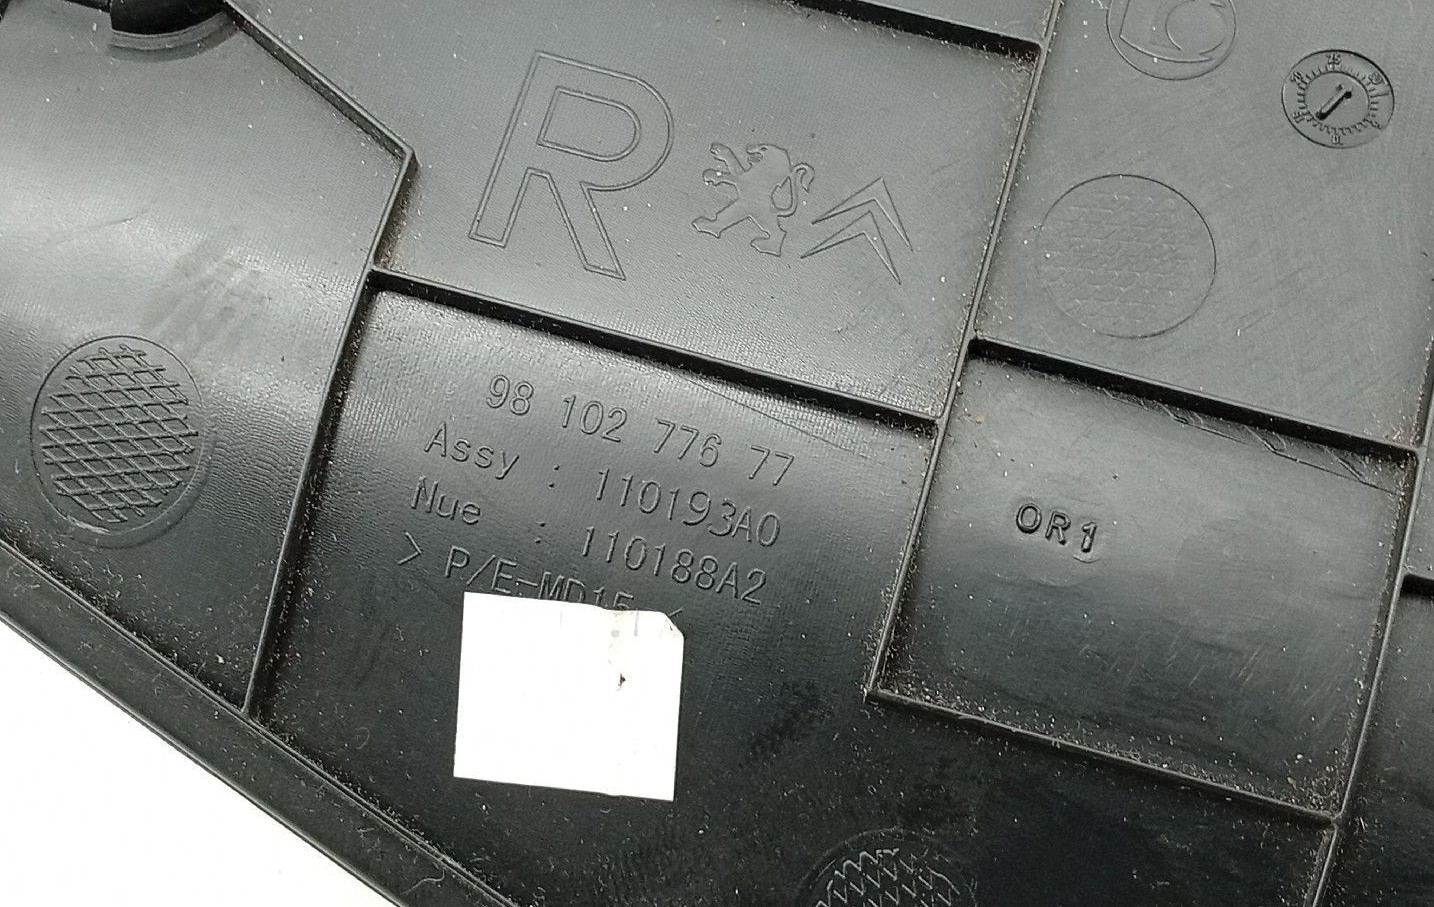 R
98 102 776 77
Assy : 110193A0
Nue : 110188A2
> P/E-MD15 <
OR1